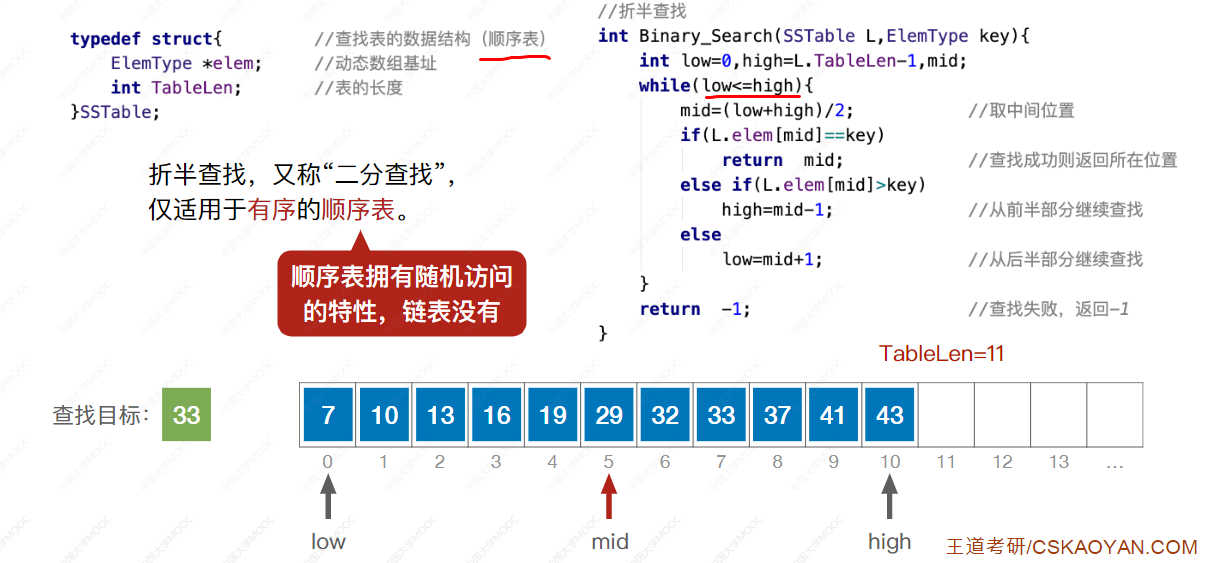 typedef struct{ //查找表的数据结构（顺序表）
ElemType *elem; //动态数组基址
int TableLen; //表的长度
}SSTable;
折半查找，又称“二分查找”，
仅适用于有序的顺序表。
顺序表拥有随机访问
的特性，链表没有
//折半查找
int Binary_Search(SSTable L,ElemType key){
int low=0,high=L.TableLen-1,mid;
while(low<=high){
mid=(low+high)/2; //取中间位置
if(L.elem[mid]==key)
return mid; //查找成功则返回所在位置
else if(L.elem[mid]>key)
high=mid-1; //从前半部分继续查找
else
low=mid+1; //从后半部分继续查找
}
return -1; //查找失败，返回-1
}
TableLen=11
查找目标： 33 7 10 13 16 19 29 32 33 37 41 43
0 1 2 3 4 5 6 7 8 9 10 11 12 13 ...
low mid high
王道考研/CSKAOYAN.COM